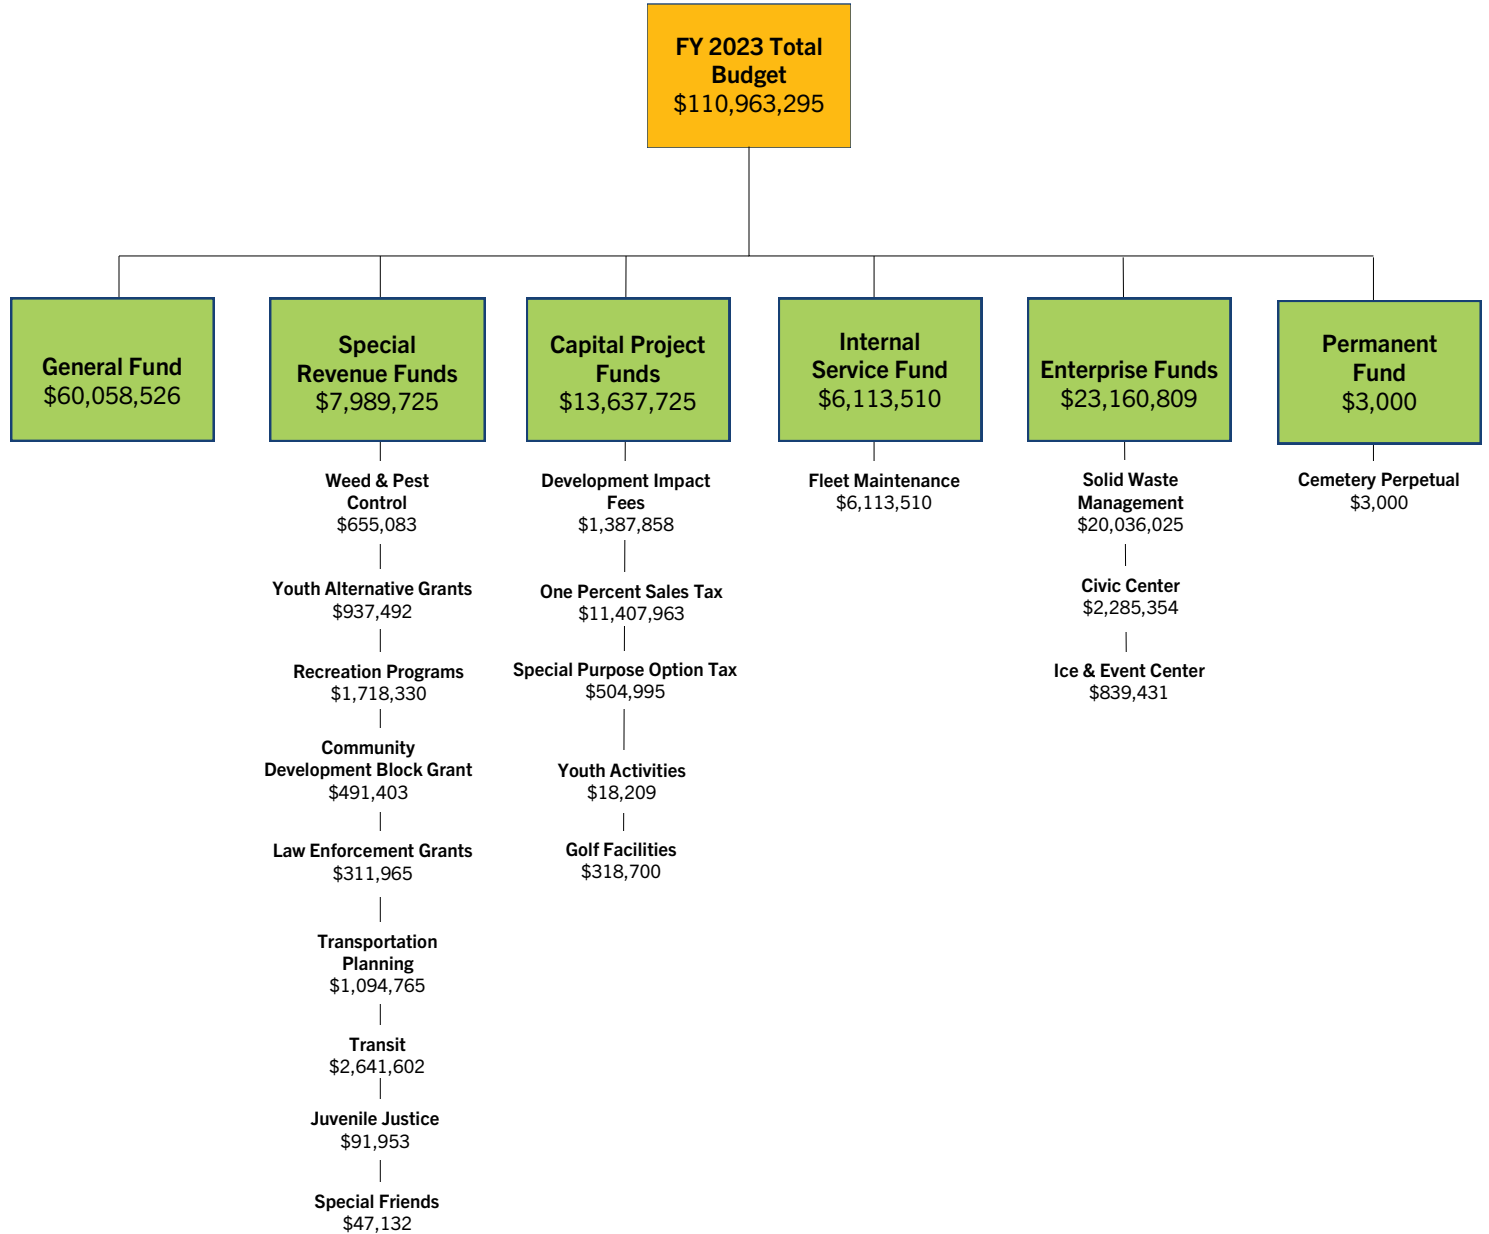 FY 2023 Total
Budget
$110,963,295
General Fund
$60,058,526
Special
Revenue Funds
$7,989,725
Weed & Pest
Control
$655,083
Youth Alternative Grants
$937,492
Recreation Programs
$1,718,330
Community
Development Block Grant
$491,403
Law Enforcement Grants
$311,965
Transportation
Planning
$1,094,765
Transit
$2,641,602
Juvenile Justice
$91,953
Special Friends
$47,132
Capital Project
Funds
$13,637,725
Development Impact
Fees
$1,387,858
One Percent Sales Tax
$11,407,963
Special Purpose Option Tax
$504,995
Youth Activities
$18,209
Golf Facilities
$318,700
Internal
Service Fund
$6,113,510
Fleet Maintenance
$6,113,510
Enterprise Funds
$23,160,809
Solid Waste
Management
$20,036,025
Civic Center
$2,285,354
Ice & Event Center
$839,431
Permanent
Fund
$3,000
Cemetery Perpetual
$3,000